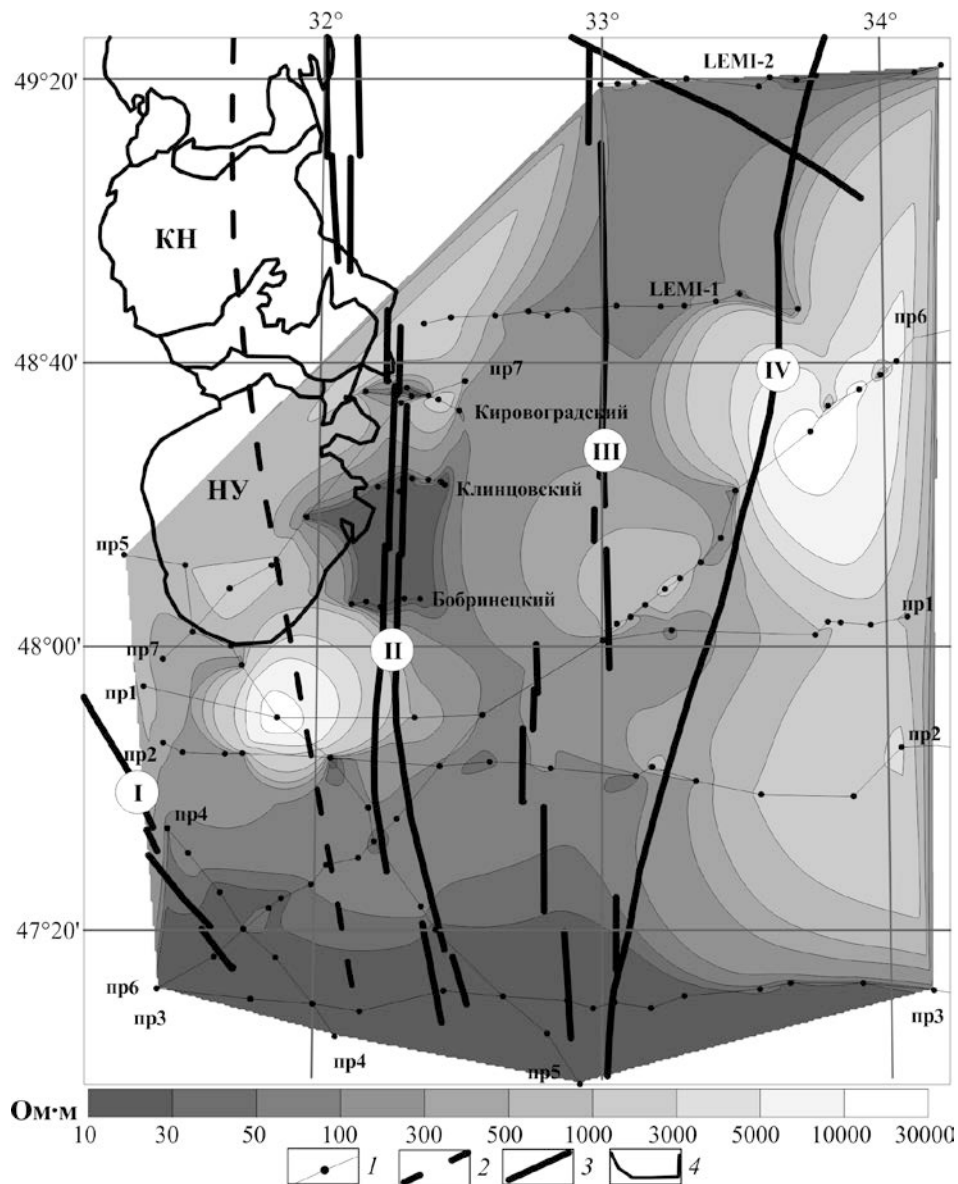 32° 33° 34°
49°20'
LEMI-2
КН
LEMI-1
пр6
48°40'
IV
пр7
Кировоградский
III
НУ
Клинцовский
пр5
Бобринецкий
пр1
48°00'
II
пр7
пр1
пр2
пр2
I
пр4
47°20'
пр6
пр3
пр3
пр4
пр5
Ом·м
10 30 50 100 300 500 1000 3000 5000 10000 30000
1 2 3 4